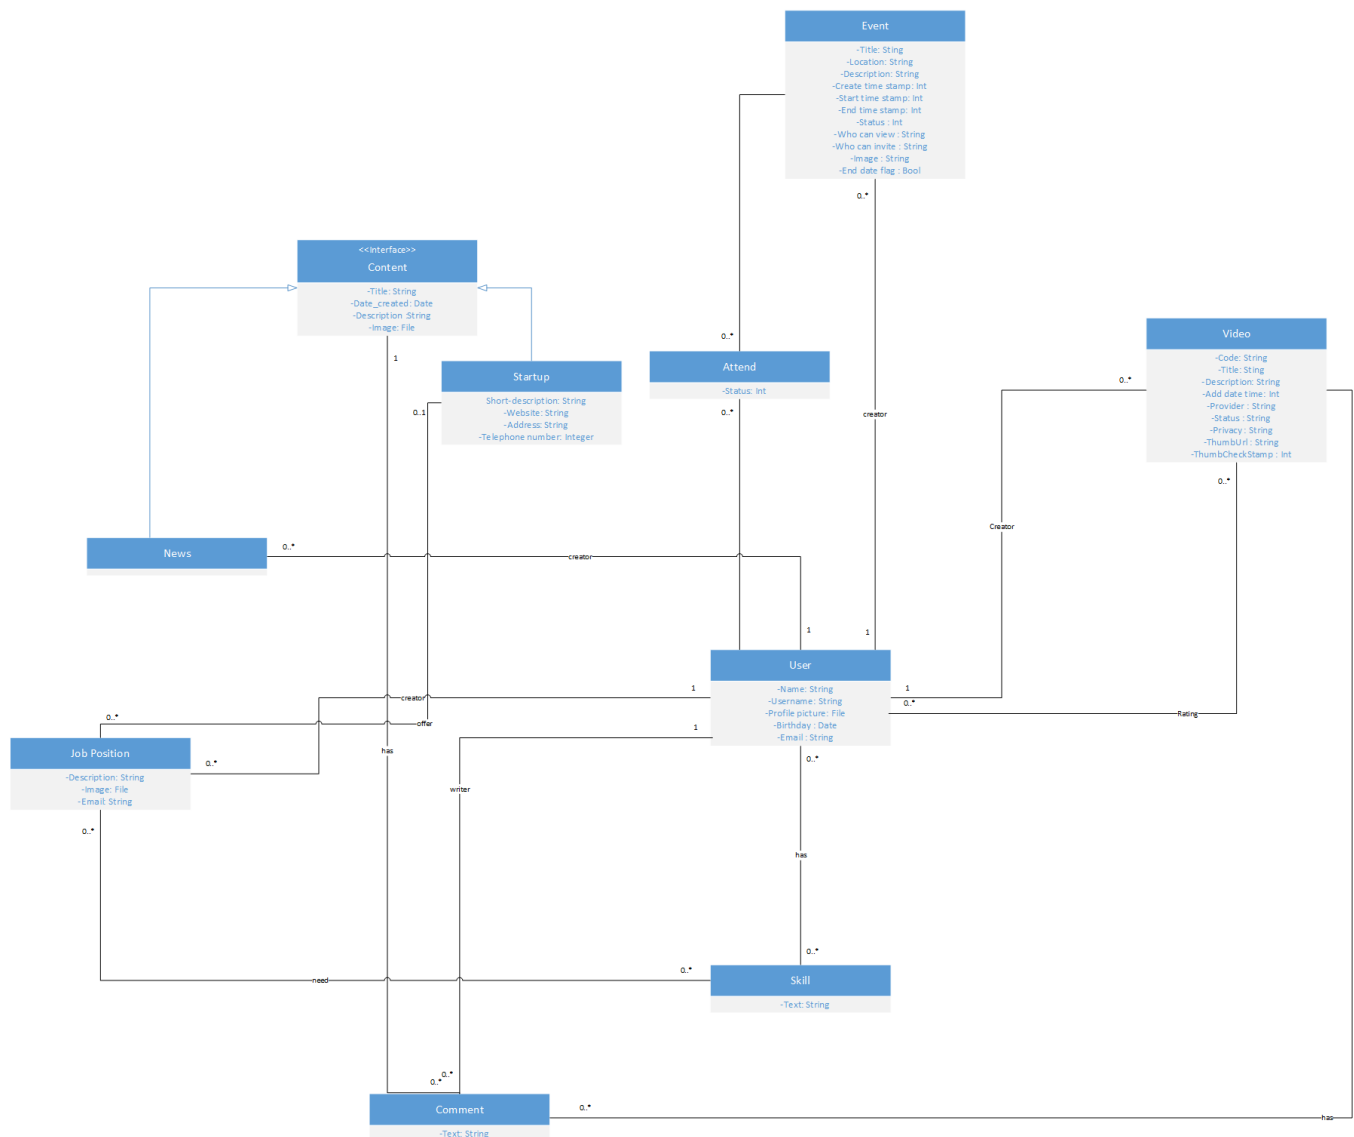 Event
-Title: Sting
-Location: String
-Description: String
-Create time stamp: Int
-Start time stamp: Int
-End time stamp: Int
-Status : Int
-Who can view : String
-Who can invite : String
-Image : String
-End date flag : Bool
0..*
<<Interface>>
Content
-Title: String
-Date_created: Date
-Description :String
-Image: File
1
0..*
Attend
-Status: Int
0..*
Startup
Short-description: String
-Website: String
-Address: String
-Telephone number: Integer
0..1
creator
Video
-Code: String
-Title: Sting
-Description: String
-Add date time: Int
-Provider : String
-Status : String
-Privacy : String
-ThumbUrl : String
-ThumbCheckStamp : Int
0..*
0..*
Creator
News
0..*
creator
1
1
User
-Name: String
-Username: String
-Profile picture: File
-Birthday : Date
-Email : String
1
1
0..*
Rating
creator
offer
0..*
1
0..*
Job Position
-Description: String
-Image: File
-Email: String
0..*
0..*
has
writer
has
0..*
0..*
need
Skill
-Text: String
0..*
0..*
Comment
-Text: String
0..*
has